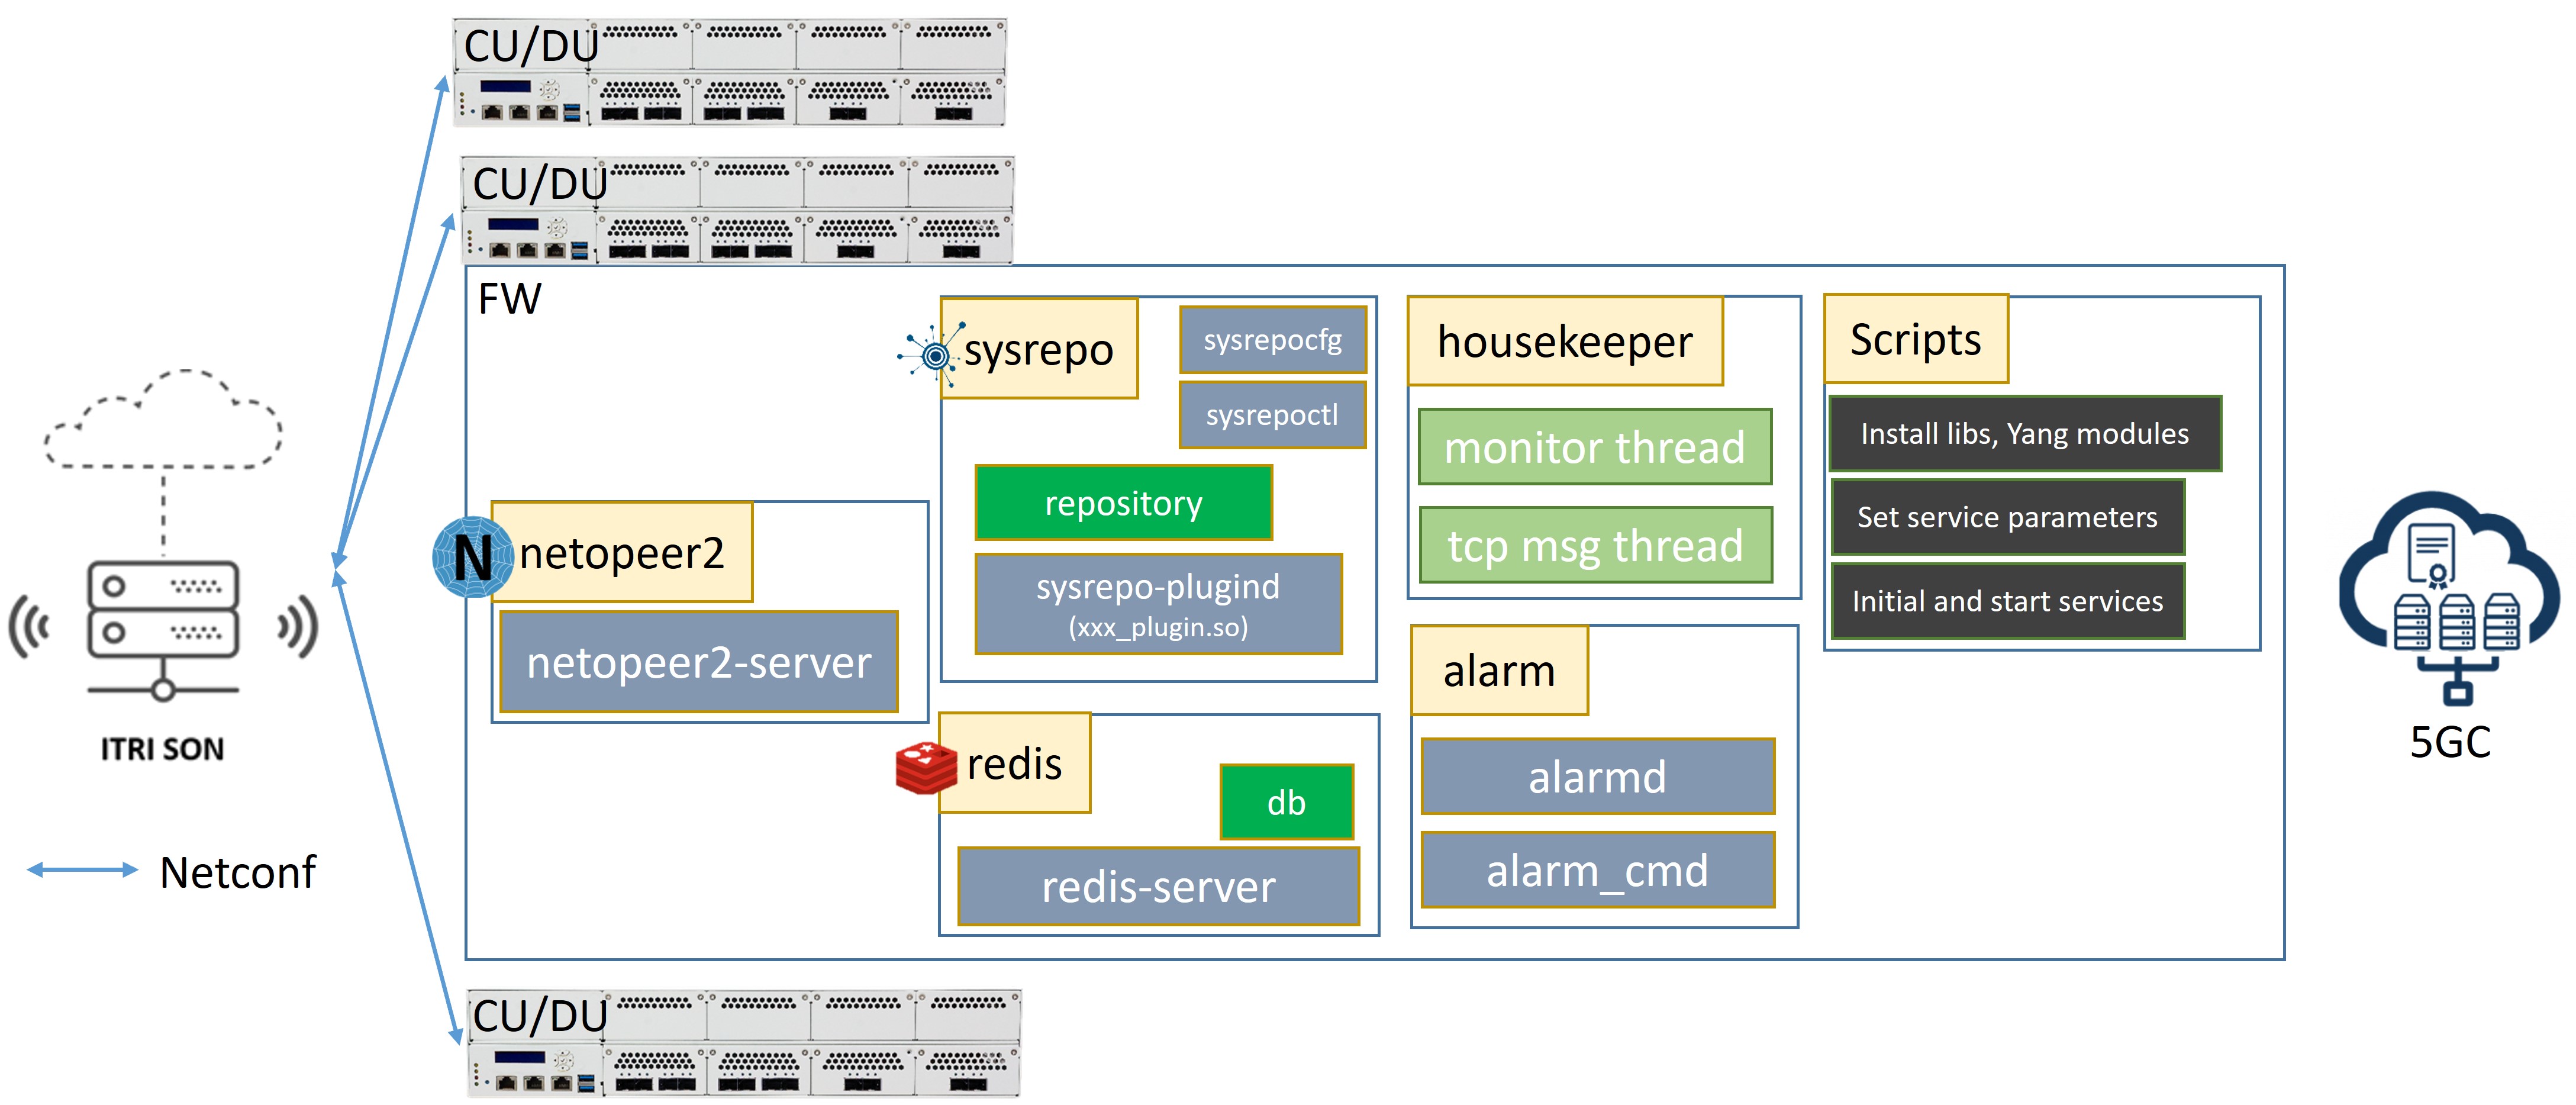 CU/DU
CU/DU
FW
sysrepo
sysrepocfg
sysrepoctl
repository
sysrepo-plugind
(xxx_plugin.so)
housekeeper
monitor thread
tcp msg thread
Scripts
Install libs, Yang modules
Set service parameters
Initial and start services
N
netopeer2
netopeer2-server
redis
db
redis-server
alarm
alarmd
alarm_cmd
ITRI SON
Netconf
5GC
CU/DU